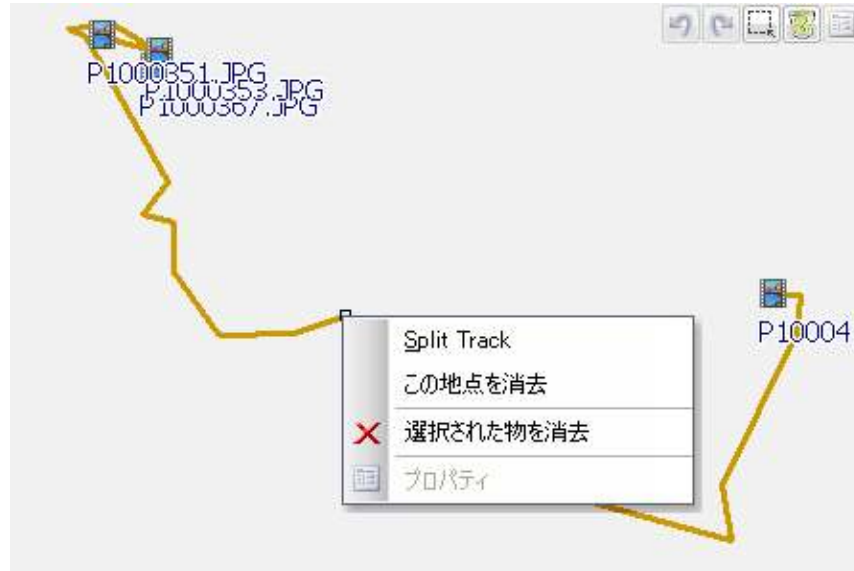 P1000351.JPG
P1000353.JPG
P1000367.JPG
P10004
Split Track
この地点を消去
選択された物を消去
プロパティ